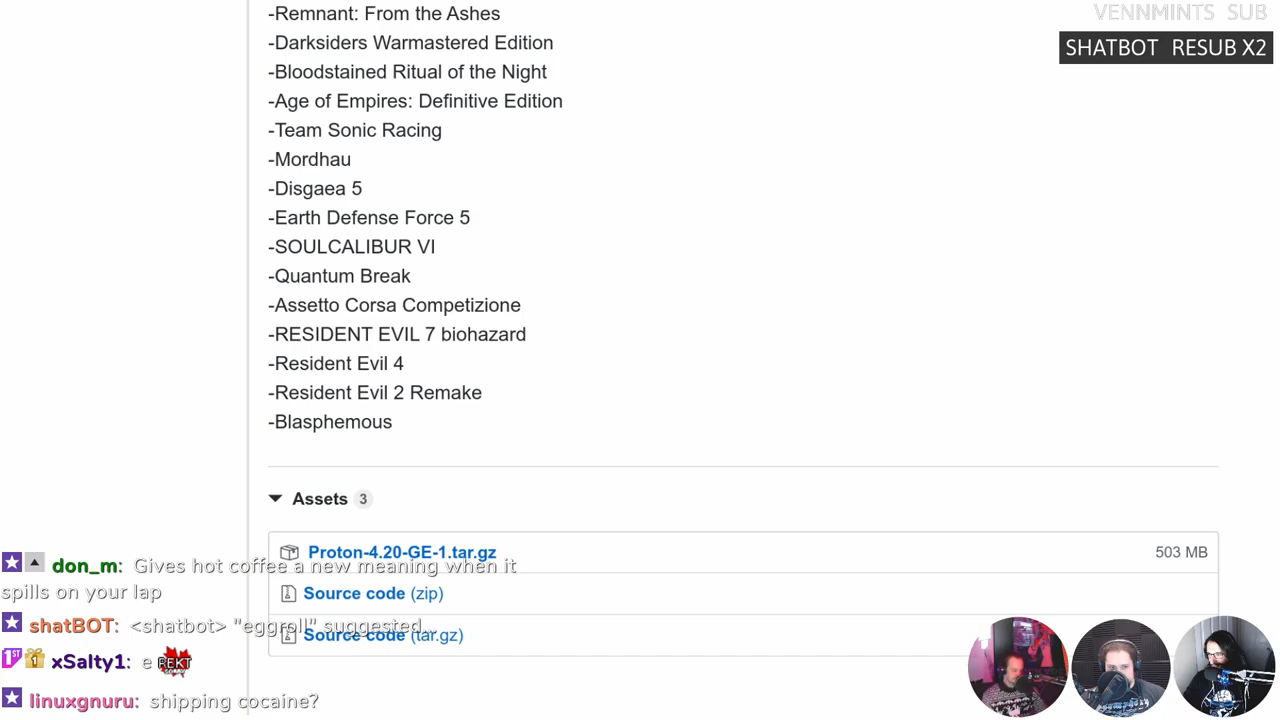 VENNMINTS SUB
SHATBOT RESUB X2
-Remnant: From the Ashes
-Darksiders Warmastered Edition
-Bloodstained Ritual of the Night
-Age of Empires: Definitive Edition
-Team Sonic Racing
-Mordhau
-Disgaea 5
-Earth Defense Force 5
-SOULCALIBUR VI
-Quantum Break
-Assetto Corsa Competizione
-RESIDENT EVIL 7 biohazard
-Resident Evil 4
-Resident Evil 2 Remake
-Blasphemous
Assets 3
Proton-4.20-GE-1.tar.gz 503 MB
Source code (zip)
Source code (tar.gz)
don_m: Gives hot coffee a new meaning when it
spills on your lap
shatBOT: <shatbot> "eggroll" suggested..
xSalty1: e REKT
linuxgnuru: shipping cocaine?